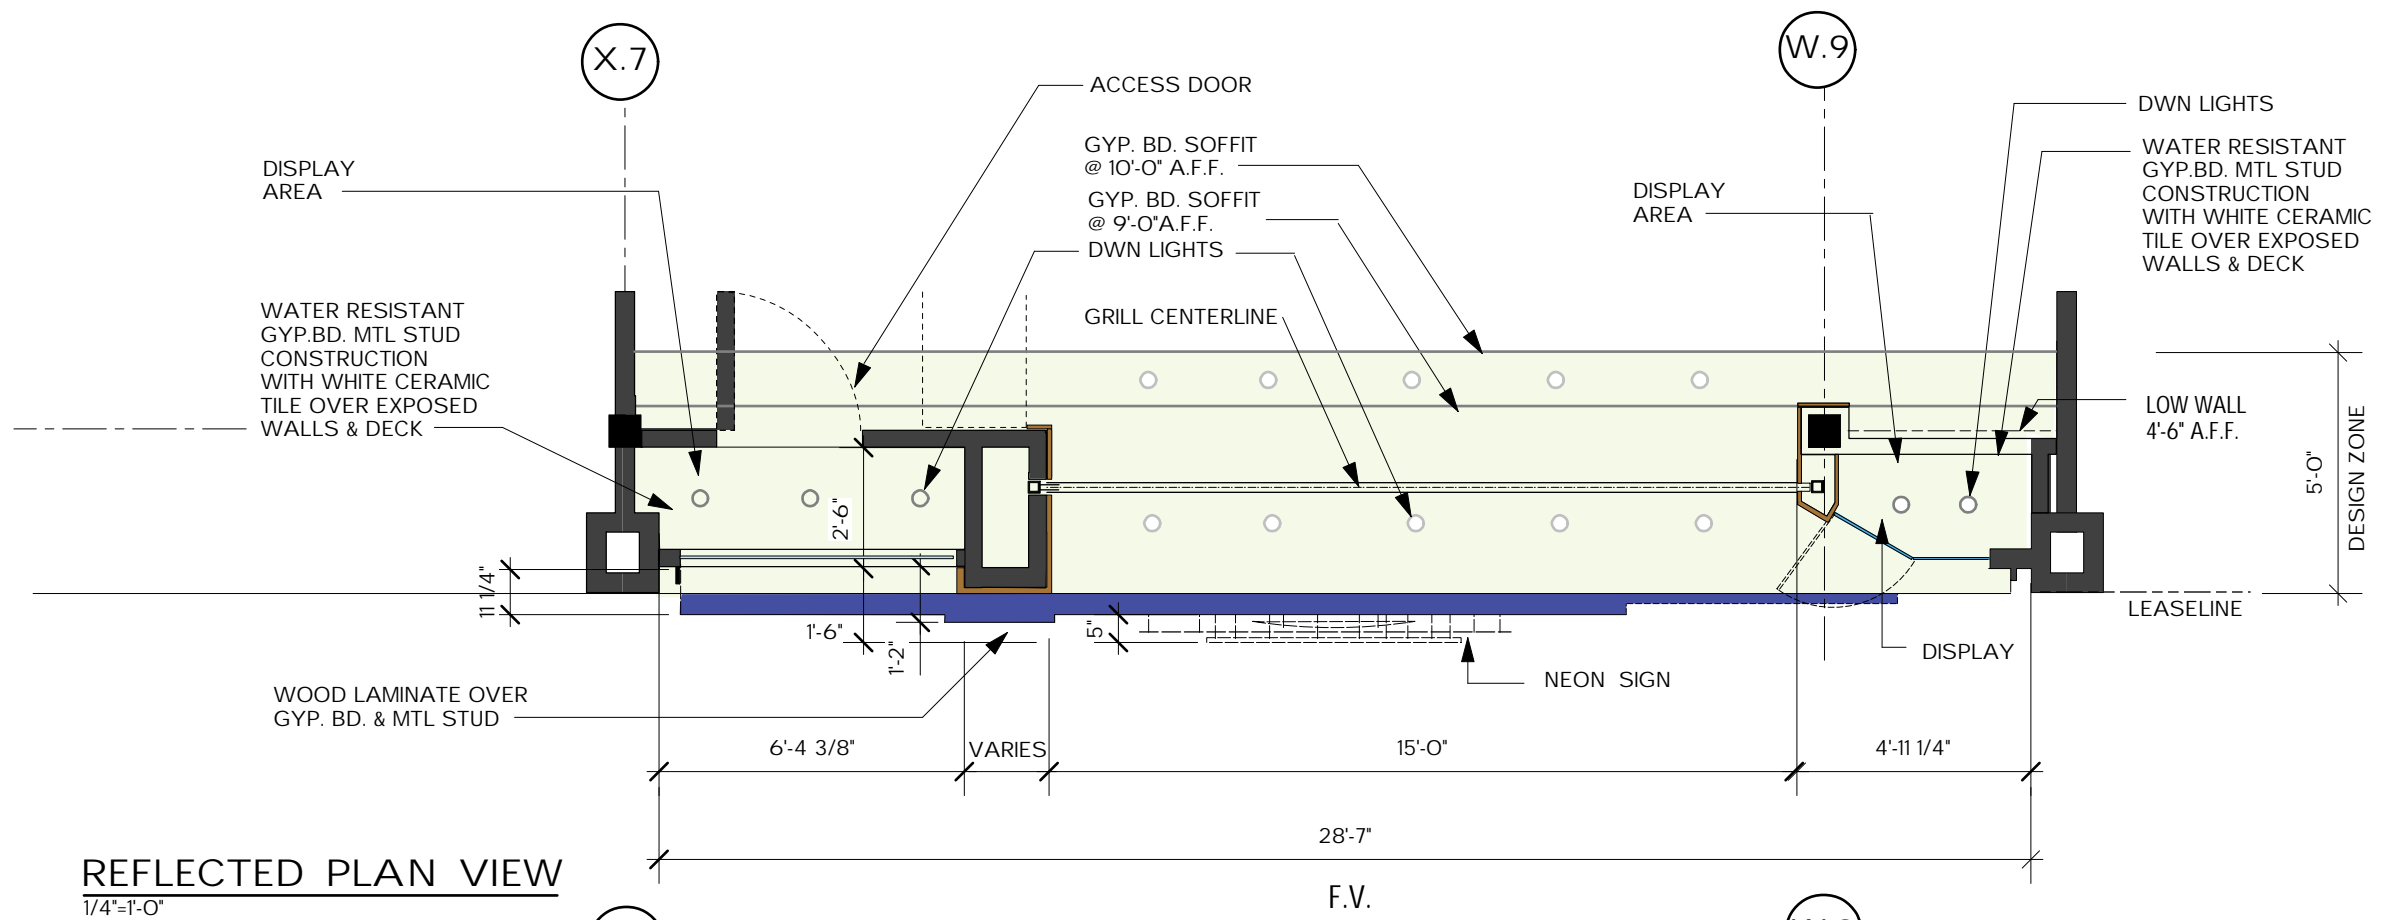 X.7
W.9
ACCESS DOOR
DWN LIGHTS
GYP. BD. SOFFIT
@ 10'-0" A.F.F.
WATER RESISTANT
GYP.BD. MTL STUD
CONSTRUCTION
WITH WHITE CERAMIC
TILE OVER EXPOSED
WALLS & DECK
DISPLAY
AREA
DISPLAY
AREA
GYP. BD. SOFFIT
@ 9'-0"A.F.F.
DWN LIGHTS
WATER RESISTANT
GYP.BD. MTL STUD
CONSTRUCTION
WITH WHITE CERAMIC
TILE OVER EXPOSED
WALLS & DECK
GRILL CENTERLINE
LOW WALL
4'-6" A.F.F.
5'-0"
DESIGN ZONE
2'-6"
11 1/4"
LEASELINE
1'-6"
1'-2"
5"
DISPLAY
NEON SIGN
WOOD LAMINATE OVER
GYP. BD. & MTL STUD
6'-4 3/8"
VARIES
15'-0"
4'-11 1/4"
28'-7"
REFLECTED PLAN VIEW
1/4"=1'-0"
F.V.